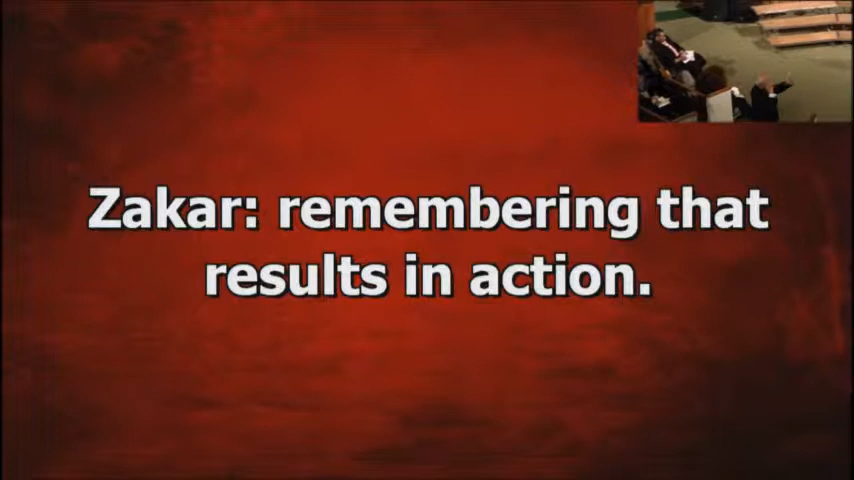 Zakar: remembering that
results in action.